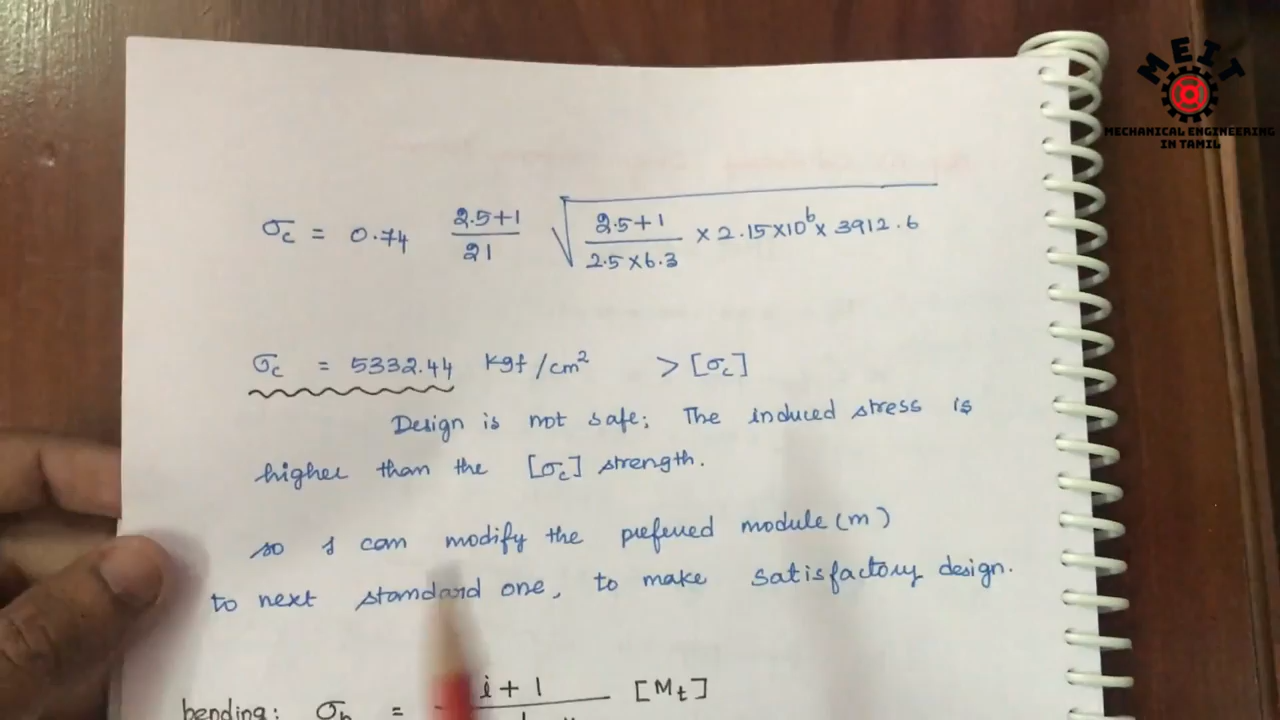 MEIT
MECHANICAL ENGINEERING
IN TAMIL
σc = 0.74 (2.5+1)/21 √((2.5+1)/(2.5×6.3) × 2.15×10⁶ × 3912.6)
σc = 5332.44 kgf/cm² > [σc]
Design is not safe; The induced stress is
higher than the [σc] strength.
so I can modify the preferred module (m)
to next standard one, to make satisfactory design.
bending: σb = i+1 [Mt]